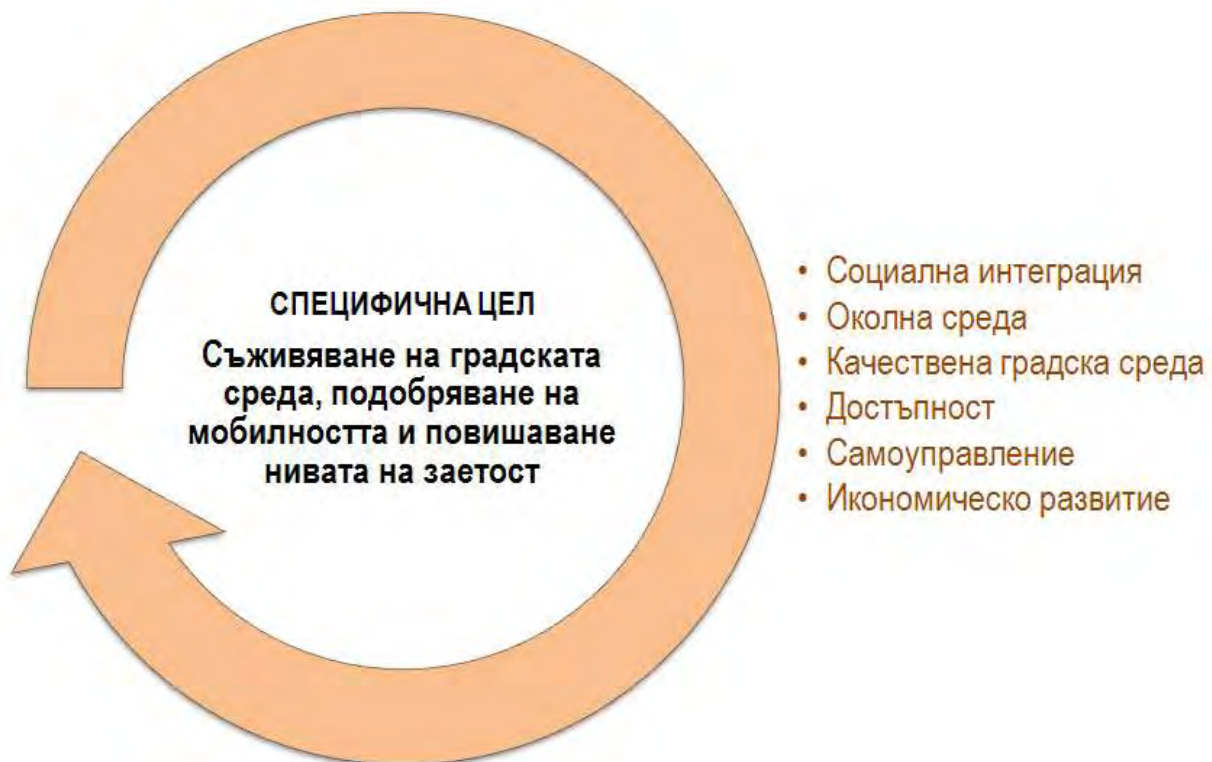 СПЕЦИФИЧНА ЦЕЛ
Съживяване на градската
среда, подобряване на
мобилността и повишаване
нивата на заетост
• Социална интеграция
• Околна среда
• Качествена градска среда
• Достъпност
• Самоуправление
• Икономическо развитие